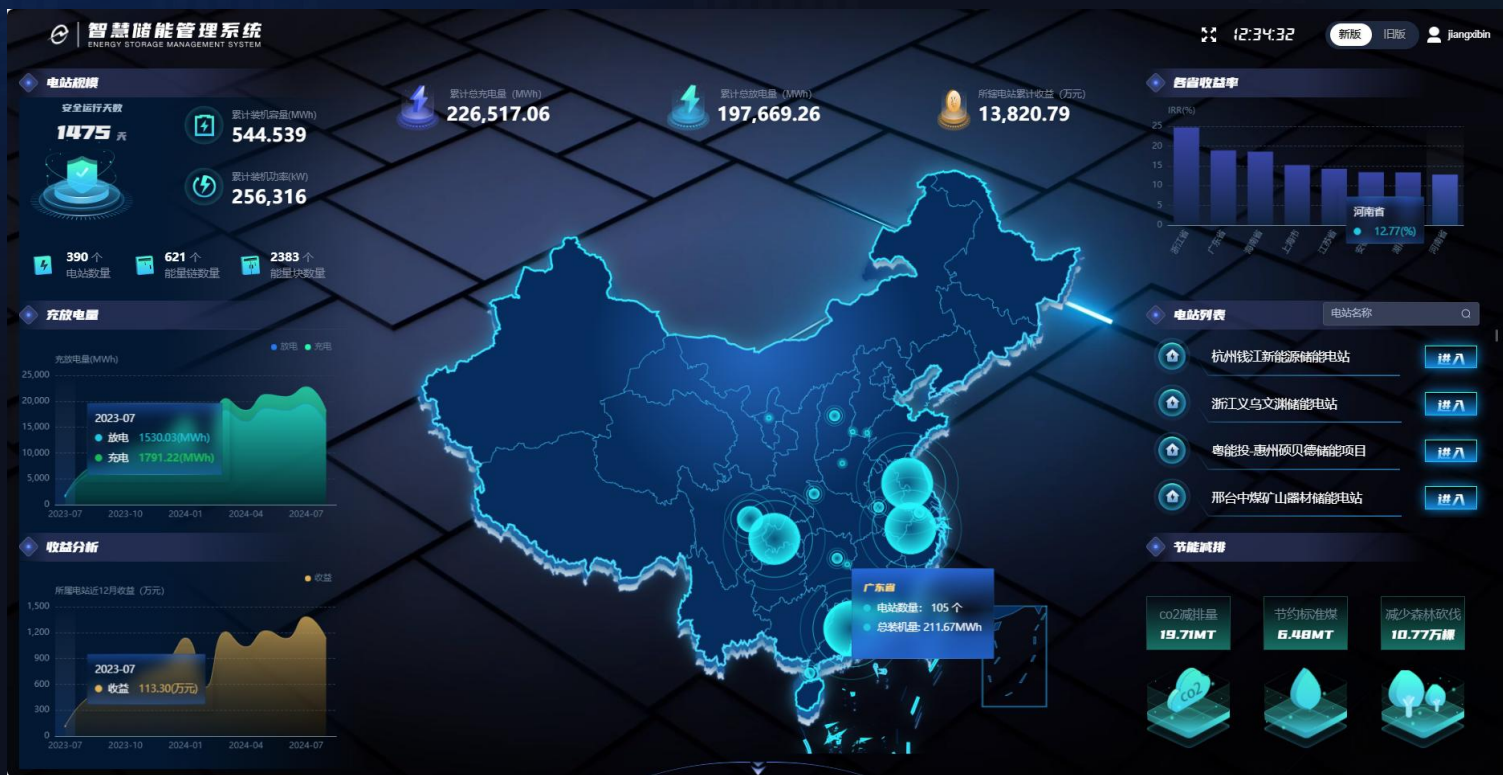 智慧储能管理系统
ENERGY STORAGE MANAGEMENT SYSTEM
12:34:32
新版 旧版
jiangxibin
电站规模
安全运行天数
1475 天
累计装机容量(MWh)
544.539
累计装机功率(kW)
256,316
390 个
电站数量
621 个
能量链数量
2383 个
能量块数量
累计总充电量 (MWh)
226,517.06
累计总放电量 (MWh)
197,669.26
所辖电站累计收益 (万元)
13,820.79
充放电量
放电 充电
充放电量(MWh)
25,000
20,000
15,000
10,000
5,000
0
2023-07
放电 1530.03(MWh)
充电 1791.22(MWh)
2023-07 2023-10 2024-01 2024-04 2024-07
收益分析
收益
所属电站近12月收益 (万元)
1,500
1,200
900
600
300
0
2023-07
收益 113.30(万元)
2023-07 2023-10 2024-01 2024-04 2024-07
广东省
电站数量: 105 个
总装机量: 211.67MWh
各省收益率
IRR(%)
25
20
15
10
5
0
河南省
12.77(%)
浙江省 广东省 海南省 上海市 江苏省 河南省
电站列表
电站名称
杭州钱江新能源储能电站 进入
浙江义乌文渊储能电站 进入
粤能投-惠州硕贝德储能项目 进入
邢台中煤矿山器材储能电站 进入
节能减排
co2减排量
19.71MT
节约标准煤
6.48MT
减少森林砍伐
10.77万棵
co2